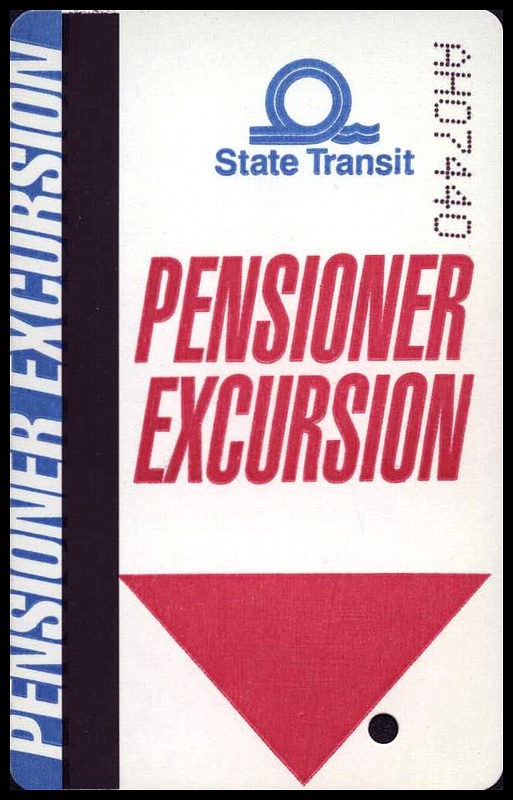 State Transit
AH07440
PENSIONER
EXCURSION
PENSIONER EXCURSION